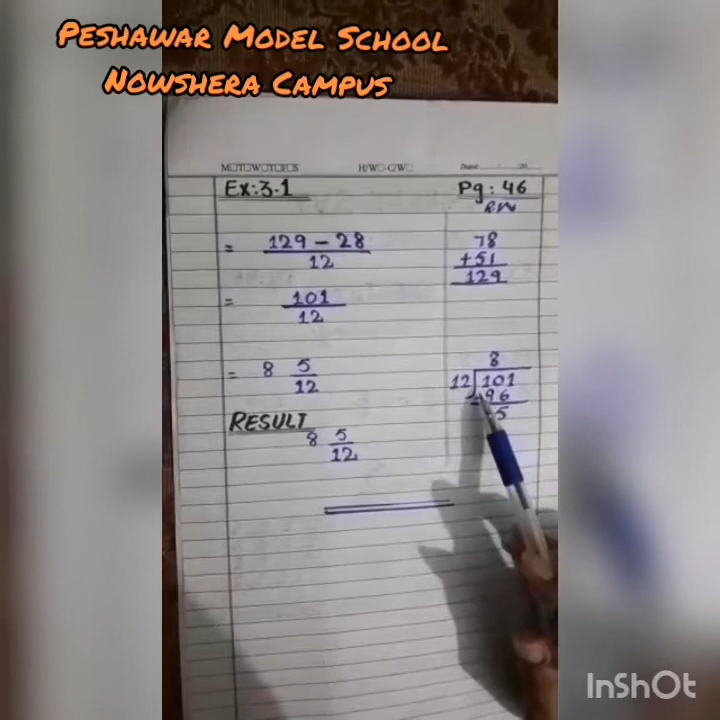 Peshawar Model School
Nowshera Campus
M□T□W□T□F□S H/W□-C/W□ Dated
Ex:3.1 Pg: 46
R.W
= 129 - 28 / 12
78
+51
129
= 101 / 12
= 8 5/12
8
12 101
- 96
5
RESULT
8 5/12
InShOt